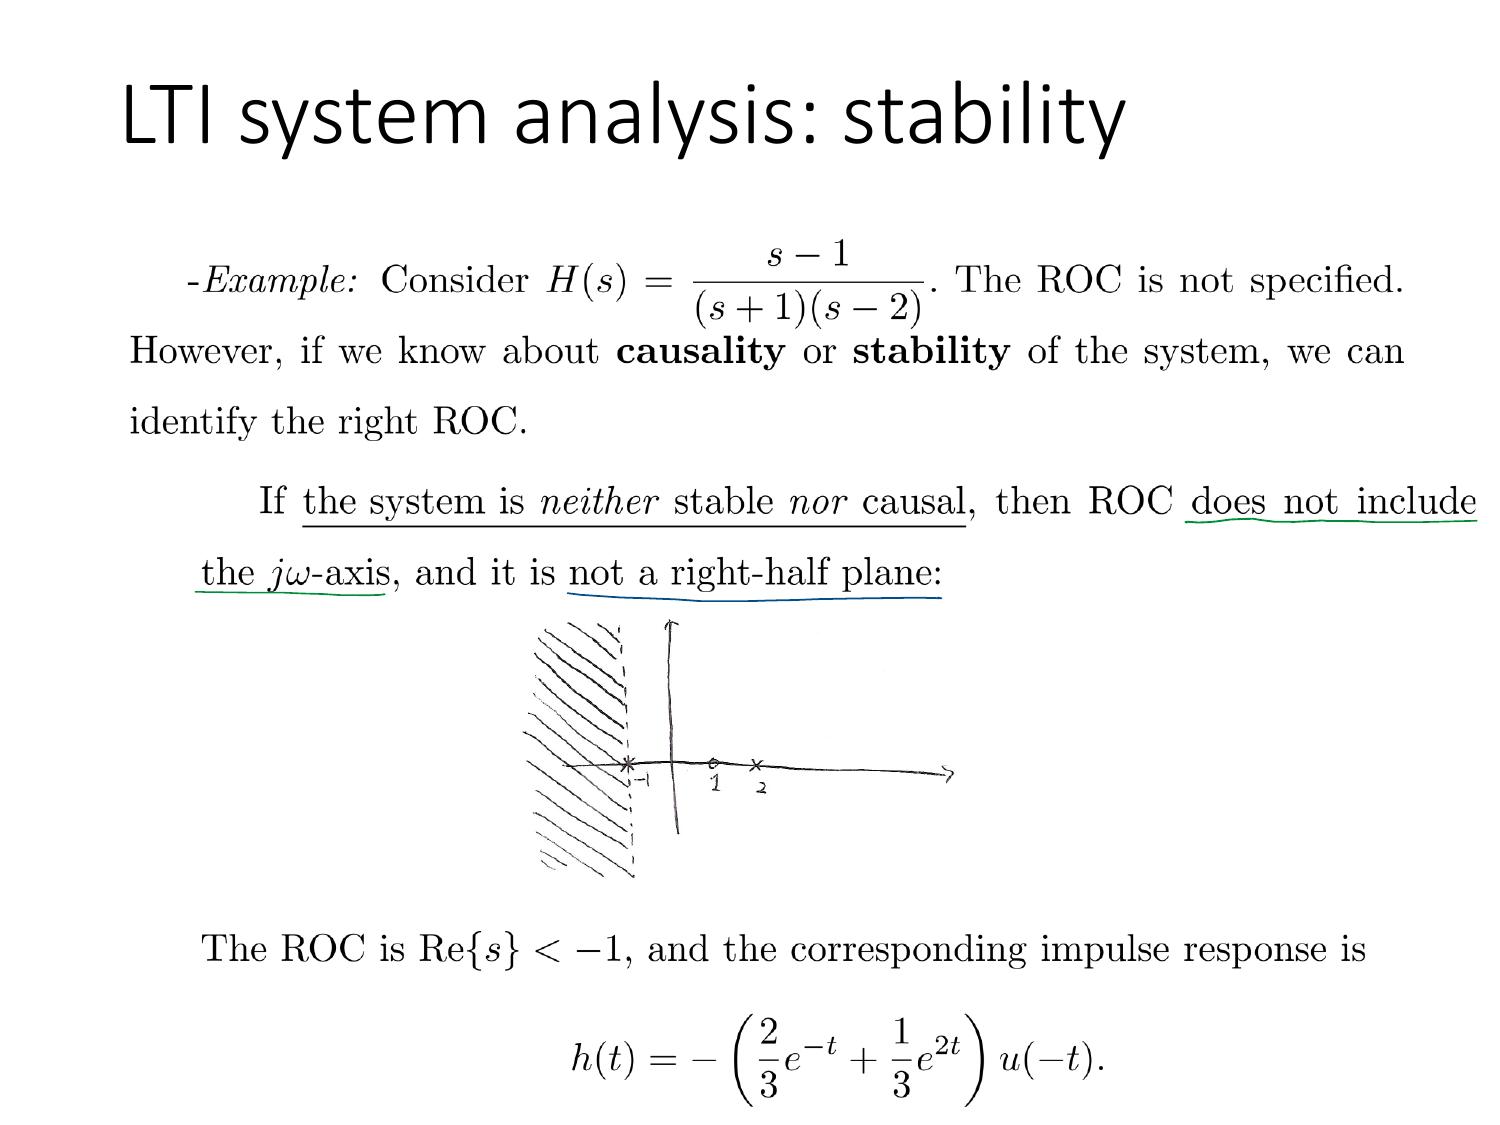 LTI system analysis: stability
-Example: Consider H(s) = \frac{s − 1}{(s + 1)(s − 2)}. The ROC is not specified.
However, if we know about causality or stability of the system, we can
identify the right ROC.
If the system is neither stable nor causal, then ROC does not include
the jω-axis, and it is not a right-half plane:
-1 1 2
The ROC is Re{s} < −1, and the corresponding impulse response is
h(t) = − \left( \frac{2}{3} e^{−t} + \frac{1}{3} e^{2t} \right) u(−t).